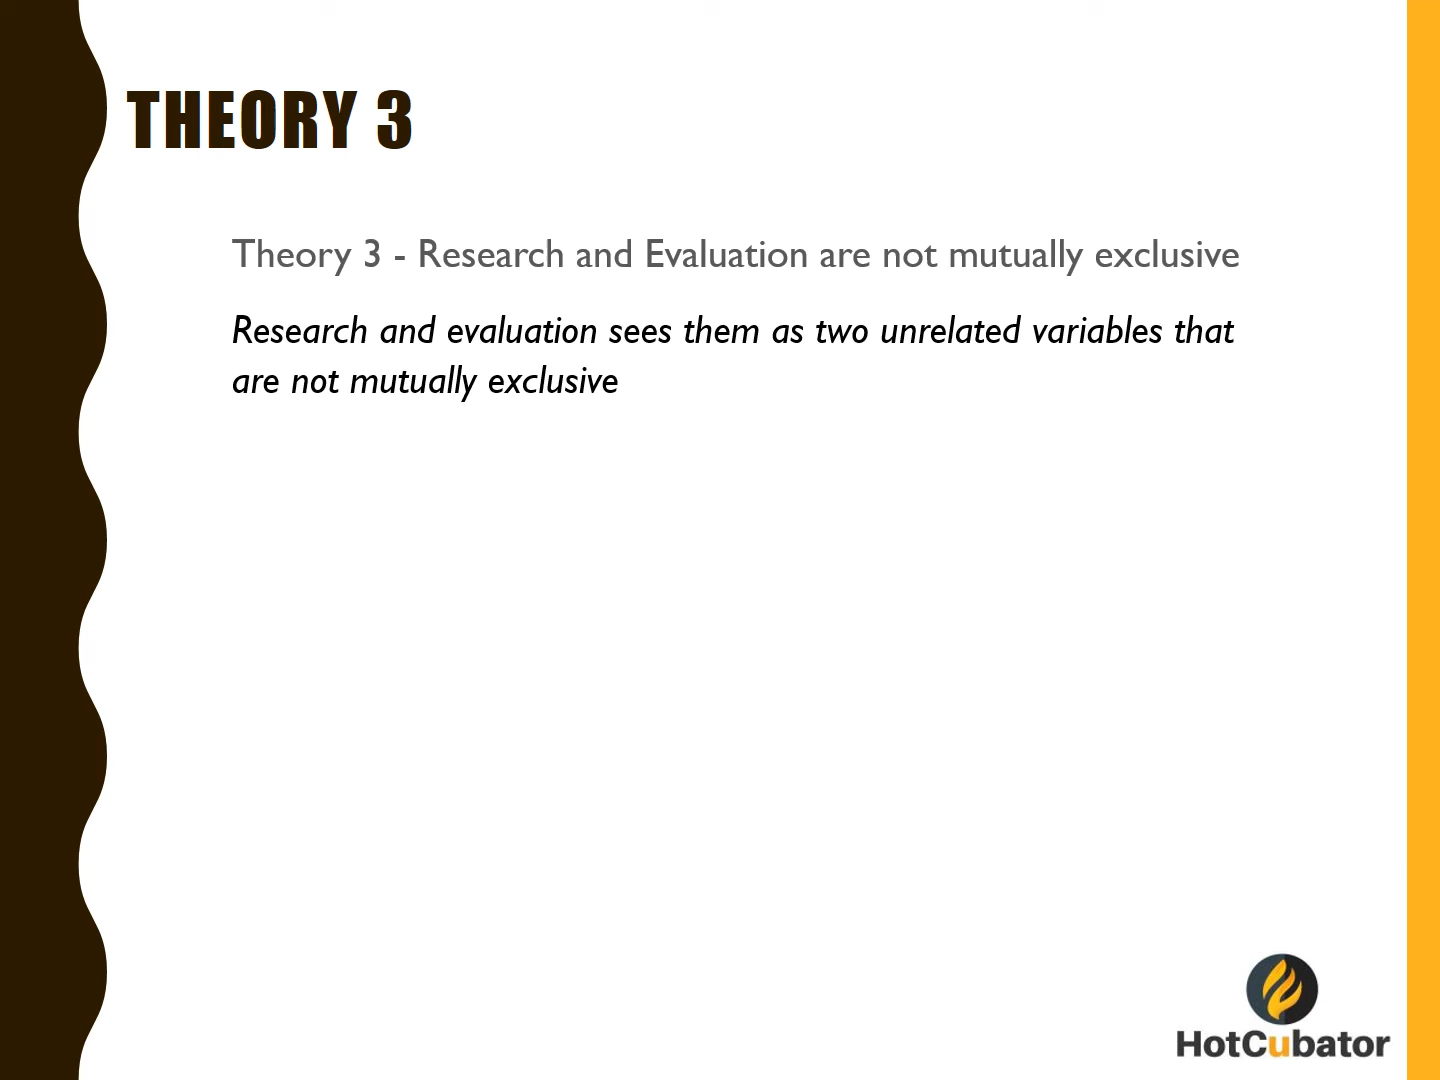 THEORY 3
Theory 3 - Research and Evaluation are not mutually exclusive
Research and evaluation sees them as two unrelated variables that
are not mutually exclusive
HotCubator